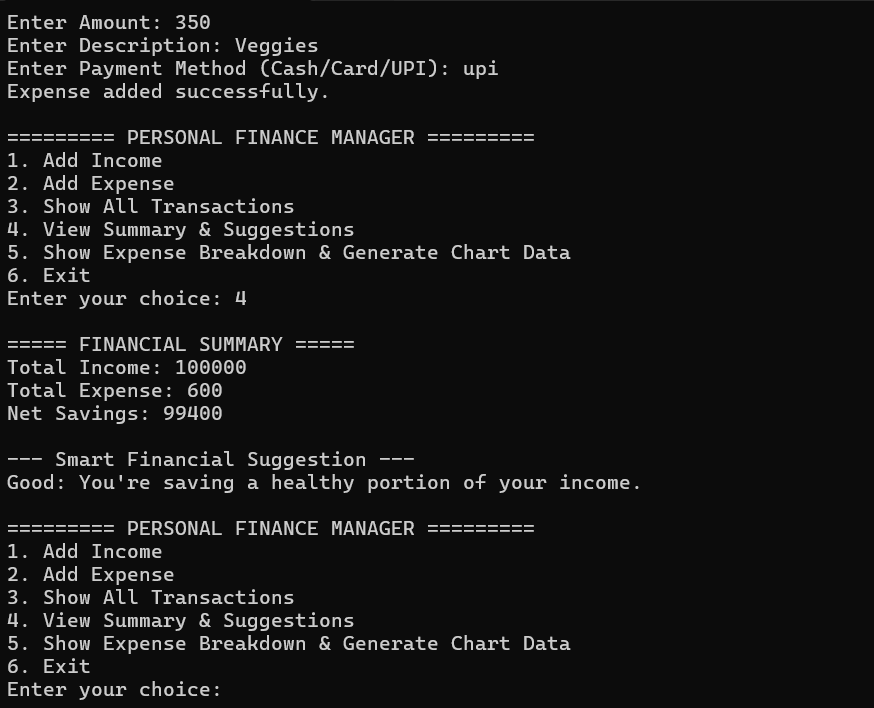 Enter Amount: 350
Enter Description: Veggies
Enter Payment Method (Cash/Card/UPI): upi
Expense added successfully.
========= PERSONAL FINANCE MANAGER =========
1. Add Income
2. Add Expense
3. Show All Transactions
4. View Summary & Suggestions
5. Show Expense Breakdown & Generate Chart Data
6. Exit
Enter your choice: 4
===== FINANCIAL SUMMARY =====
Total Income: 100000
Total Expense: 600
Net Savings: 99400
--- Smart Financial Suggestion ---
Good: You're saving a healthy portion of your income.
========= PERSONAL FINANCE MANAGER =========
1. Add Income
2. Add Expense
3. Show All Transactions
4. View Summary & Suggestions
5. Show Expense Breakdown & Generate Chart Data
6. Exit
Enter your choice: